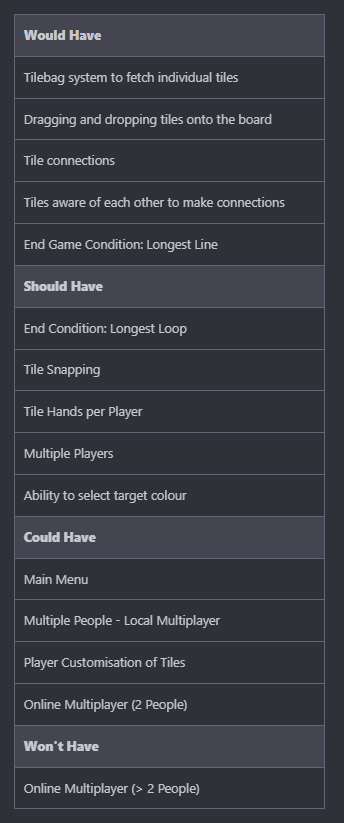 Would Have
Tilebag system to fetch individual tiles
Dragging and dropping tiles onto the board
Tile connections
Tiles aware of each other to make connections
End Game Condition: Longest Line
Should Have
End Condition: Longest Loop
Tile Snapping
Tile Hands per Player
Multiple Players
Ability to select target colour
Could Have
Main Menu
Multiple People - Local Multiplayer
Player Customisation of Tiles
Online Multiplayer (2 People)
Won't Have
Online Multiplayer (> 2 People)